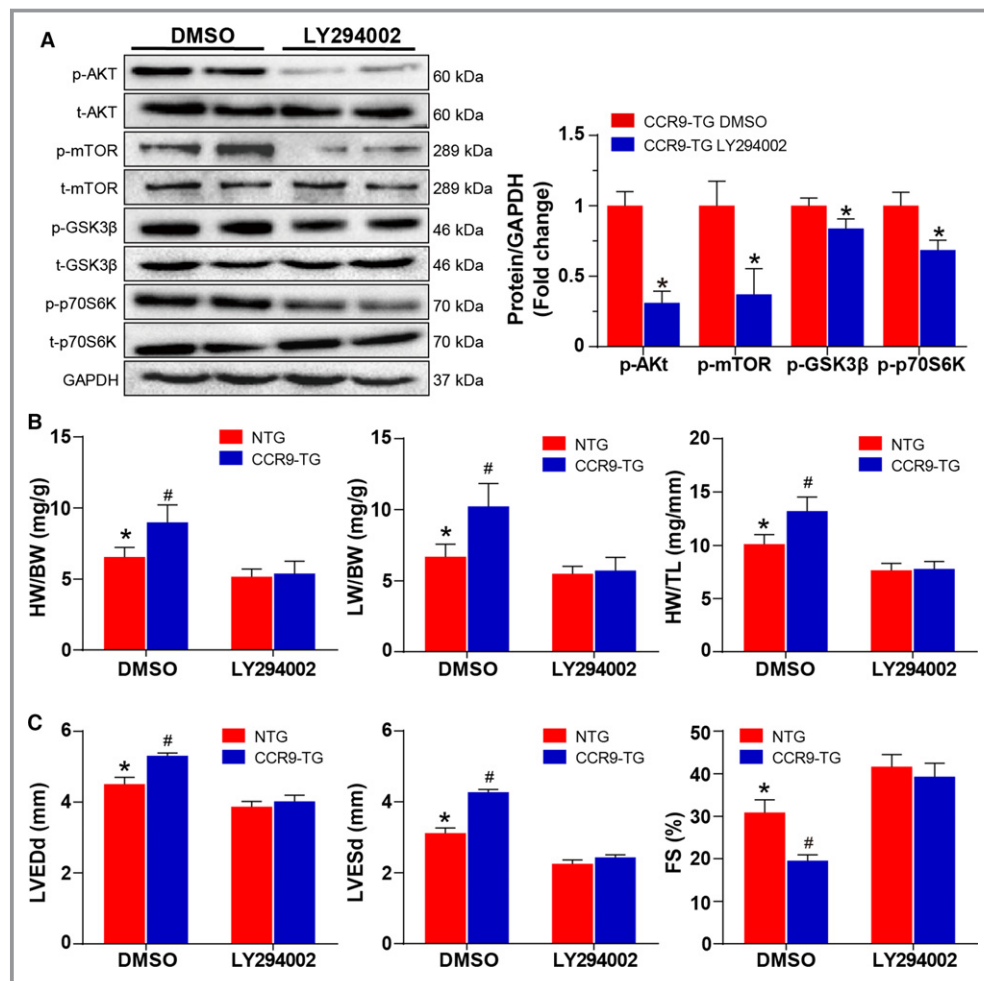 A
DMSO LY294002
p-AKT 60 kDa
t-AKT 60 kDa
p-mTOR 289 kDa
t-mTOR 289 kDa
p-GSK3β 46 kDa
t-GSK3β 46 kDa
p-p70S6K 70 kDa
t-p70S6K 70 kDa
GAPDH 37 kDa
CCR9-TG DMSO
CCR9-TG LY294002
Protein/GAPDH
(Fold change)
1.5
1
0.5
0
* * * *
p-AKt p-mTOR p-GSK3β p-p70S6K
B
HW/BW (mg/g)
15
10
5
0
NTG
CCR9-TG
* #
DMSO LY294002
LW/BW (mg/g)
15
10
5
0
NTG
CCR9-TG
* #
DMSO LY294002
HW/TL (mg/mm)
20
15
10
5
0
NTG
CCR9-TG
* #
DMSO LY294002
C
LVEDd (mm)
6
4
2
0
NTG
CCR9-TG
* #
DMSO LY294002
LVESd (mm)
6
4
2
0
NTG
CCR9-TG
* #
DMSO LY294002
FS (%)
50
40
30
20
10
0
NTG
CCR9-TG
* #
DMSO LY294002